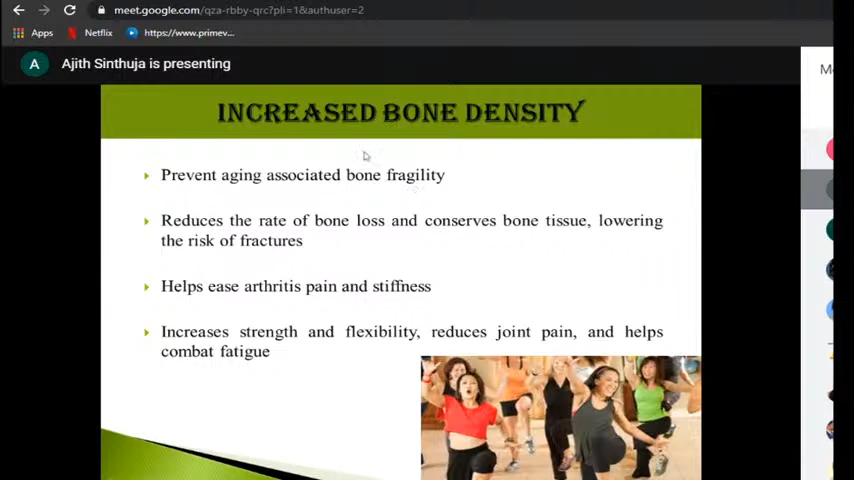 meet.google.com/qza-rbby-qrc?pli=1&authuser=2
Apps Netflix https://www.primev...
A Ajith Sinthuja is presenting
INCREASED BONE DENSITY
Prevent aging associated bone fragility
Reduces the rate of bone loss and conserves bone tissue, lowering
the risk of fractures
Helps ease arthritis pain and stiffness
Increases strength and flexibility, reduces joint pain, and helps
combat fatigue